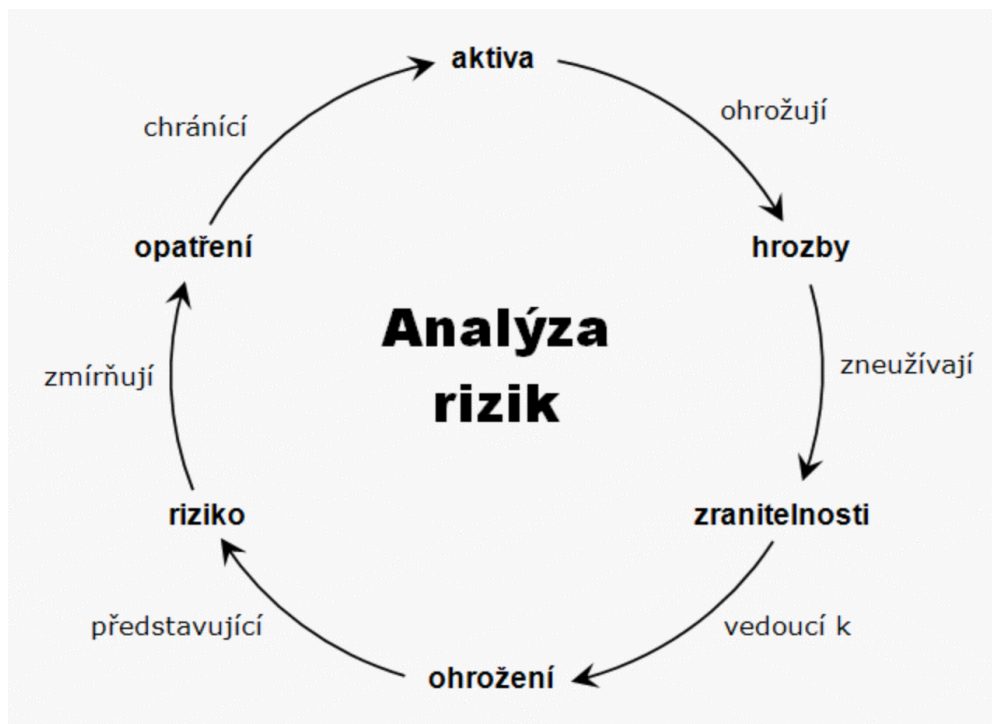 aktiva
ohrožují
hrozby
zneužívají
zranitelnosti
vedoucí k
ohrožení
představující
riziko
zmírňují
opatření
chránící
Analýza
rizik